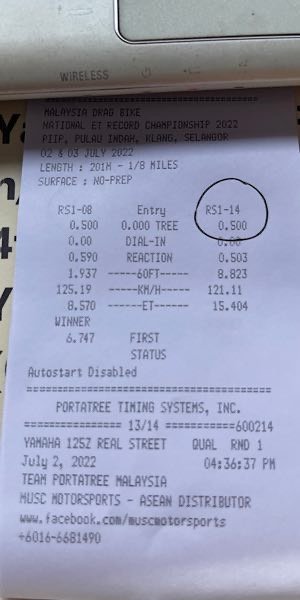 WIRELESS
MALAYSIA DRAG BIKE
NATIONAL ET RECORD CHAMPIONSHIP 2022
PIIP, PULAU INDAH, KLANG, SELANGOR
02 & 03 JULY 2022
LENGTH : 201M - 1/8 MILES
SURFACE : NO-PREP
RS1-08 Entry RS1-14
0.500 0.000 TREE 0.500
0.00 DIAL-IN 0.00
0.590 REACTION 0.503
1.937 -----60FT----- 8.823
125.19 -----KM/H----- 121.11
8.570 ------ET------ 15.404
WINNER
6.747 FIRST
STATUS
Autostart Disabled
PORTATREE TIMING SYSTEMS, INC.
================ 13/14 ===========600214
YAMAHA 125Z REAL STREET QUAL RND 1
July 2, 2022 04:36:37 PM
TEAM PORTATREE MALAYSIA
MUSC MOTORSPORTS - ASEAN DISTRIBUTOR
www.facebook.com/muscmotorsports
+6016-6681490